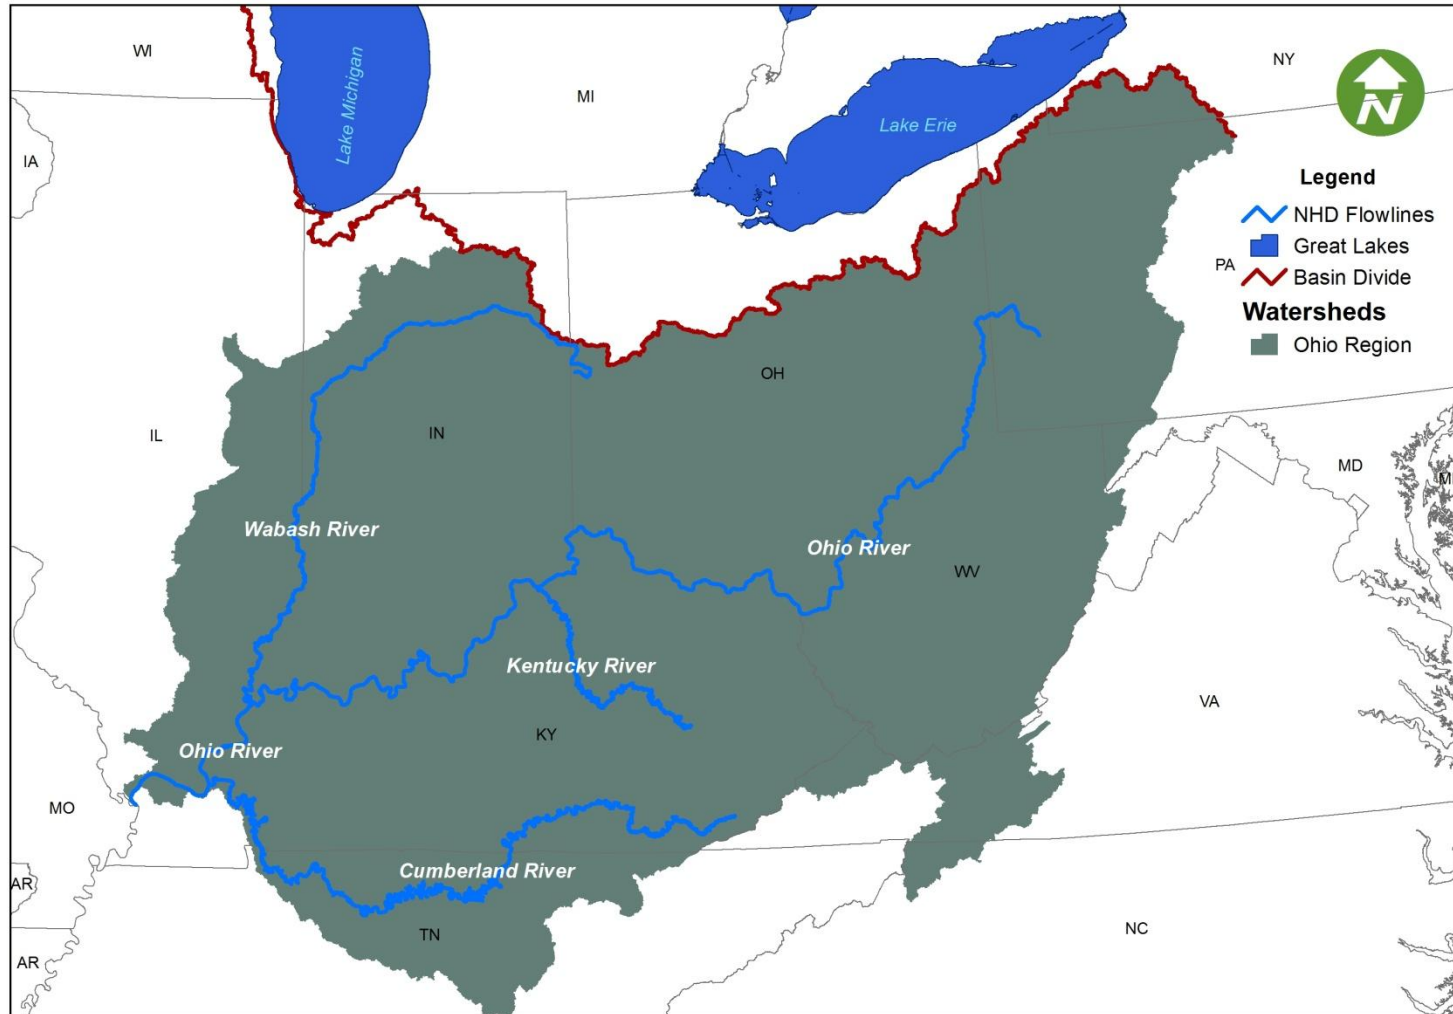 WI
Lake Michigan
MI
Lake Erie
NY
N
IA
Legend
NHD Flowlines
Great Lakes
PA
Basin Divide
Watersheds
Ohio Region
OH
IL
IN
MD
Wabash River
Ohio River
WV
Kentucky River
VA
KY
Ohio River
MO
Cumberland River
AR
TN
NC
AR